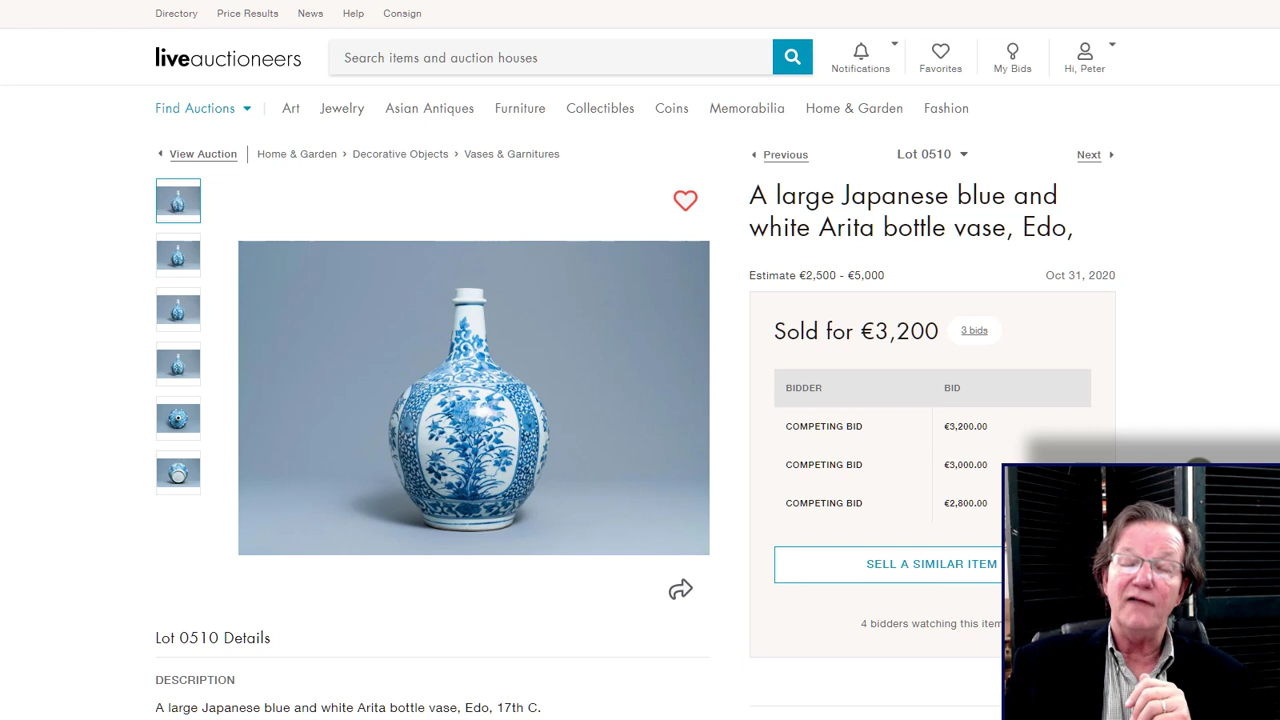 Directory Price Results News Help Consign
liveauctioneers
Search items and auction houses
Notifications Favorites My Bids Hi, Peter
Find Auctions Art Jewelry Asian Antiques Furniture Collectibles Coins Memorabilia Home & Garden Fashion
View Auction Home & Garden › Decorative Objects › Vases & Garnitures
Previous Lot 0510 Next
A large Japanese blue and
white Arita bottle vase, Edo,
Estimate €2,500 - €5,000 Oct 31, 2020
Sold for €3,200 3 bids
BIDDER BID
COMPETING BID €3,200.00
COMPETING BID €3,000.00
COMPETING BID €2,800.00
SELL A SIMILAR ITEM
4 bidders watching this item
Lot 0510 Details
DESCRIPTION
A large Japanese blue and white Arita bottle vase, Edo, 17th C.